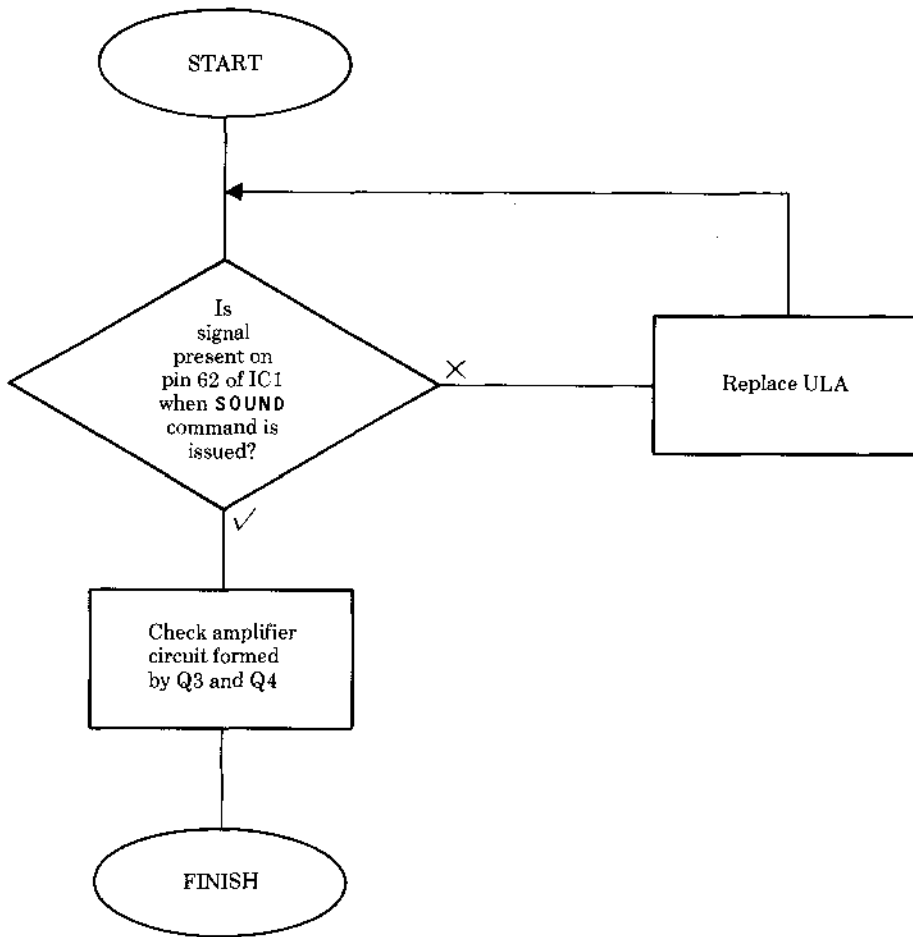 START
Is
signal
present on
pin 62 of IC1
when SOUND
command is
issued?
×
Replace ULA
✓
Check amplifier
circuit formed
by Q3 and Q4
FINISH